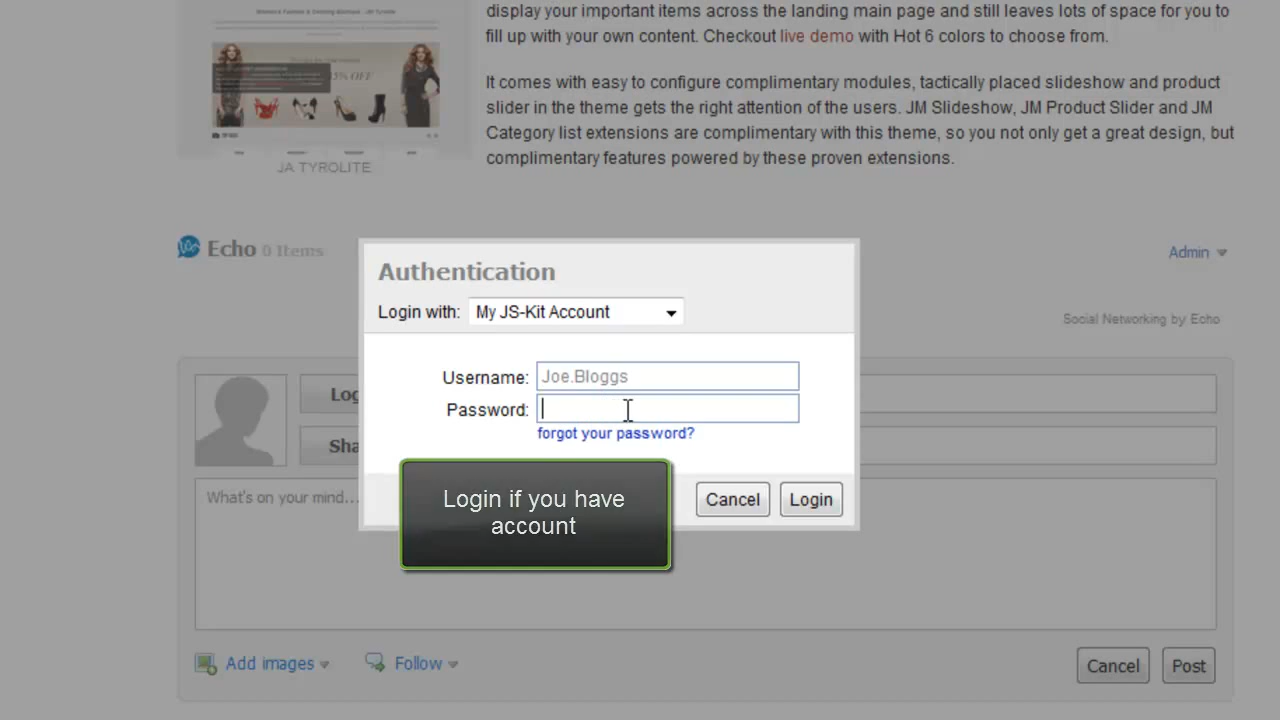 display your important items across the landing main page and still leaves lots of space for you to
fill up with your own content. Checkout live demo with Hot 6 colors to choose from.
It comes with easy to configure complimentary modules, tactically placed slideshow and product
slider in the theme gets the right attention of the users. JM Slideshow, JM Product Slider and JM
Category list extensions are complimentary with this theme, so you not only get a great design, but
complimentary features powered by these proven extensions.
JA TYROLITE
Echo 0 Items
Admin
Social Networking by Echo
Authentication
Login with: My JS-Kit Account
Username: Joe.Bloggs
Password:
forgot your password?
Cancel Login
Log
Sha
What's on your mind...
Login if you have
account
Add images Follow
Cancel Post